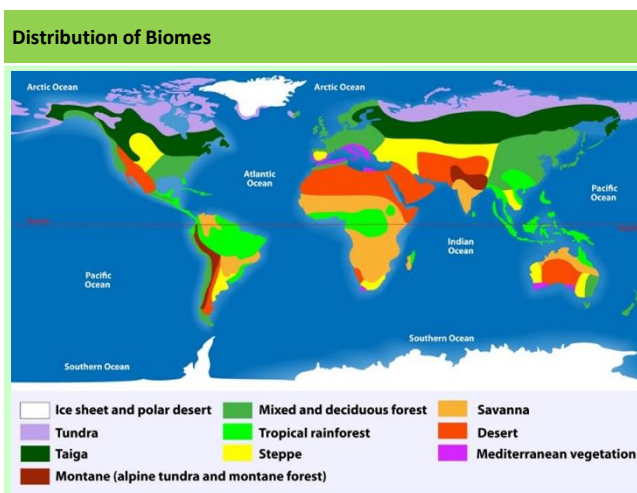 Distribution of Biomes
Arctic Ocean
Arctic Ocean
Atlantic
Ocean
Pacific
Ocean
Indian
Ocean
Pacific
Ocean
Southern Ocean
Southern Ocean
Ice sheet and polar desert
Mixed and deciduous forest
Savanna
Tundra
Tropical rainforest
Desert
Taiga
Steppe
Mediterranean vegetation
Montane (alpine tundra and montane forest)